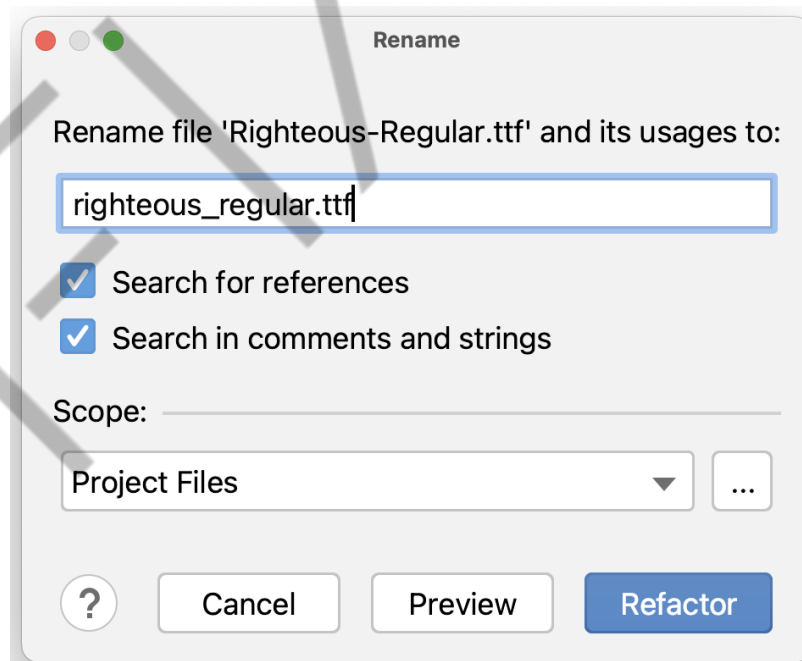 Rename
Rename file 'Righteous-Regular.ttf' and its usages to:
righteous_regular.ttf
Search for references
Search in comments and strings
Scope:
Project Files
...
?
Cancel
Preview
Refactor